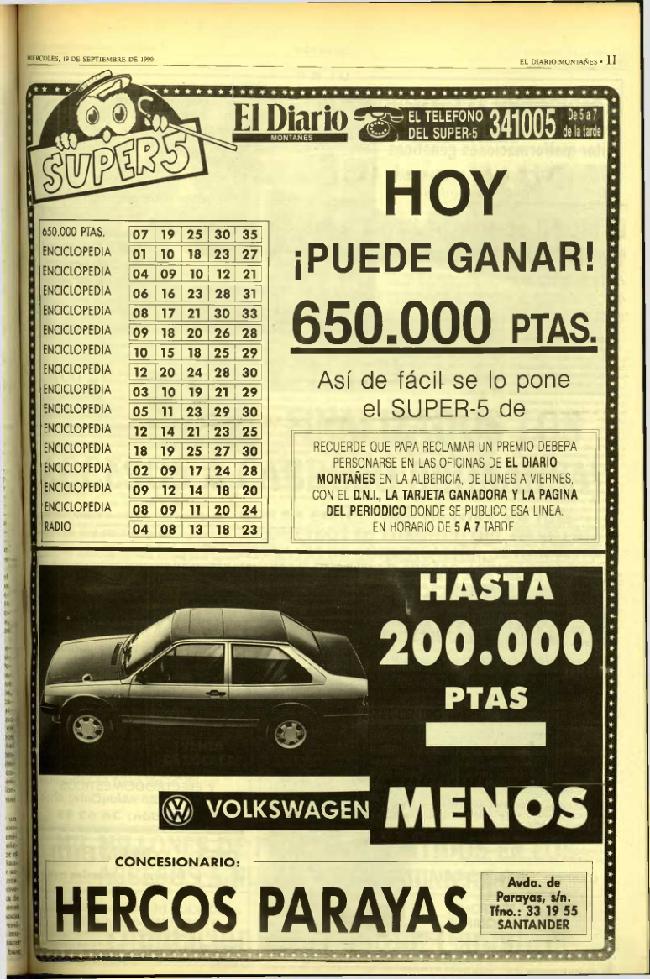 MIERCOLES, 19 DE SEPTIEMBRE DE 1990
EL DIARIO MONTAÑES • 11
SUPER 5
El Diario
MONTAÑES
EL TELEFONO
DEL SUPER-5
341005
De 5 a 7
de la tarde
HOY
¡PUEDE GANAR!
650.000 PTAS.
Así de fácil se lo pone
el SUPER-5 de
650.000 PTAS. 07 19 25 30 35
ENCICLOPEDIA 01 10 18 23 27
ENCICLOPEDIA 04 09 10 12 21
ENCICLOPEDIA 06 16 23 28 31
ENCICLOPEDIA 08 17 21 30 33
ENCICLOPEDIA 09 18 20 26 28
ENCICLOPEDIA 10 15 18 25 29
ENCICLOPEDIA 12 20 24 28 30
ENCICLOPEDIA 03 10 19 21 29
ENCICLOPEDIA 05 11 23 29 30
ENCICLOPEDIA 12 14 21 23 25
ENCICLOPEDIA 18 19 25 27 30
ENCICLOPEDIA 02 09 17 24 28
ENCICLOPEDIA 09 12 14 18 20
ENCICLOPEDIA 08 09 11 20 24
RADIO 04 08 13 18 23
RECUERDE QUE PARA RECLAMAR UN PREMIO DEBERA
PERSONARSE EN LAS OFICINAS DE EL DIARIO
MONTAÑES EN LA ALBERICIA, DE LUNES A VIERNES,
CON EL D.N.I., LA TARJETA GANADORA Y LA PAGINA
DEL PERIODICO DONDE SE PUBLICO ESA LINEA.
EN HORARIO DE 5 A 7 TARDE
HASTA
200.000
PTAS
MENOS
VOLKSWAGEN
CONCESIONARIO:
HERCOS PARAYAS
Avda. de
Parayas, s/n.
Tfno.: 33 19 55
SANTANDER